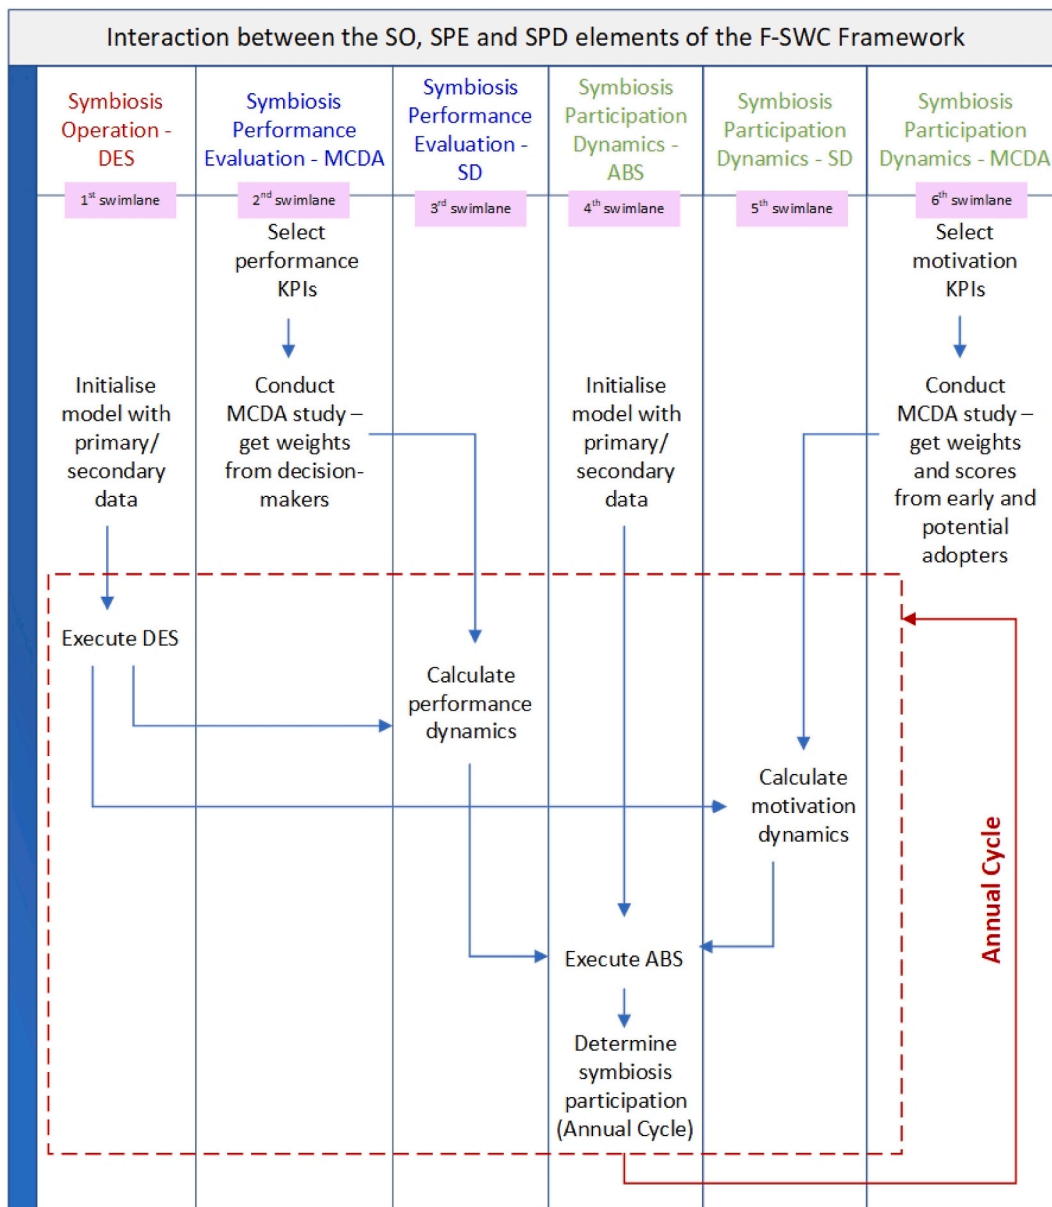 Interaction between the SO, SPE and SPD elements of the F-SWC Framework
Symbiosis
Operation -
DES
Symbiosis
Performance
Evaluation - MCDA
Symbiosis
Performance
Evaluation -
SD
Symbiosis
Participation
Dynamics -
ABS
Symbiosis
Participation
Dynamics - SD
Symbiosis
Participation
Dynamics - MCDA
1st swimlane
2nd swimlane
3rd swimlane
4th swimlane
5th swimlane
6th swimlane
Select
performance
KPIs
Select
motivation
KPIs
Initialise
model with
primary/
secondary
data
Conduct
MCDA study –
get weights
from decision-
makers
Initialise
model with
primary/
secondary
data
Conduct
MCDA study –
get weights
and scores
from early and
potential
adopters
Execute DES
Calculate
performance
dynamics
Calculate
motivation
dynamics
Execute ABS
Determine
symbiosis
participation
(Annual Cycle)
Annual Cycle